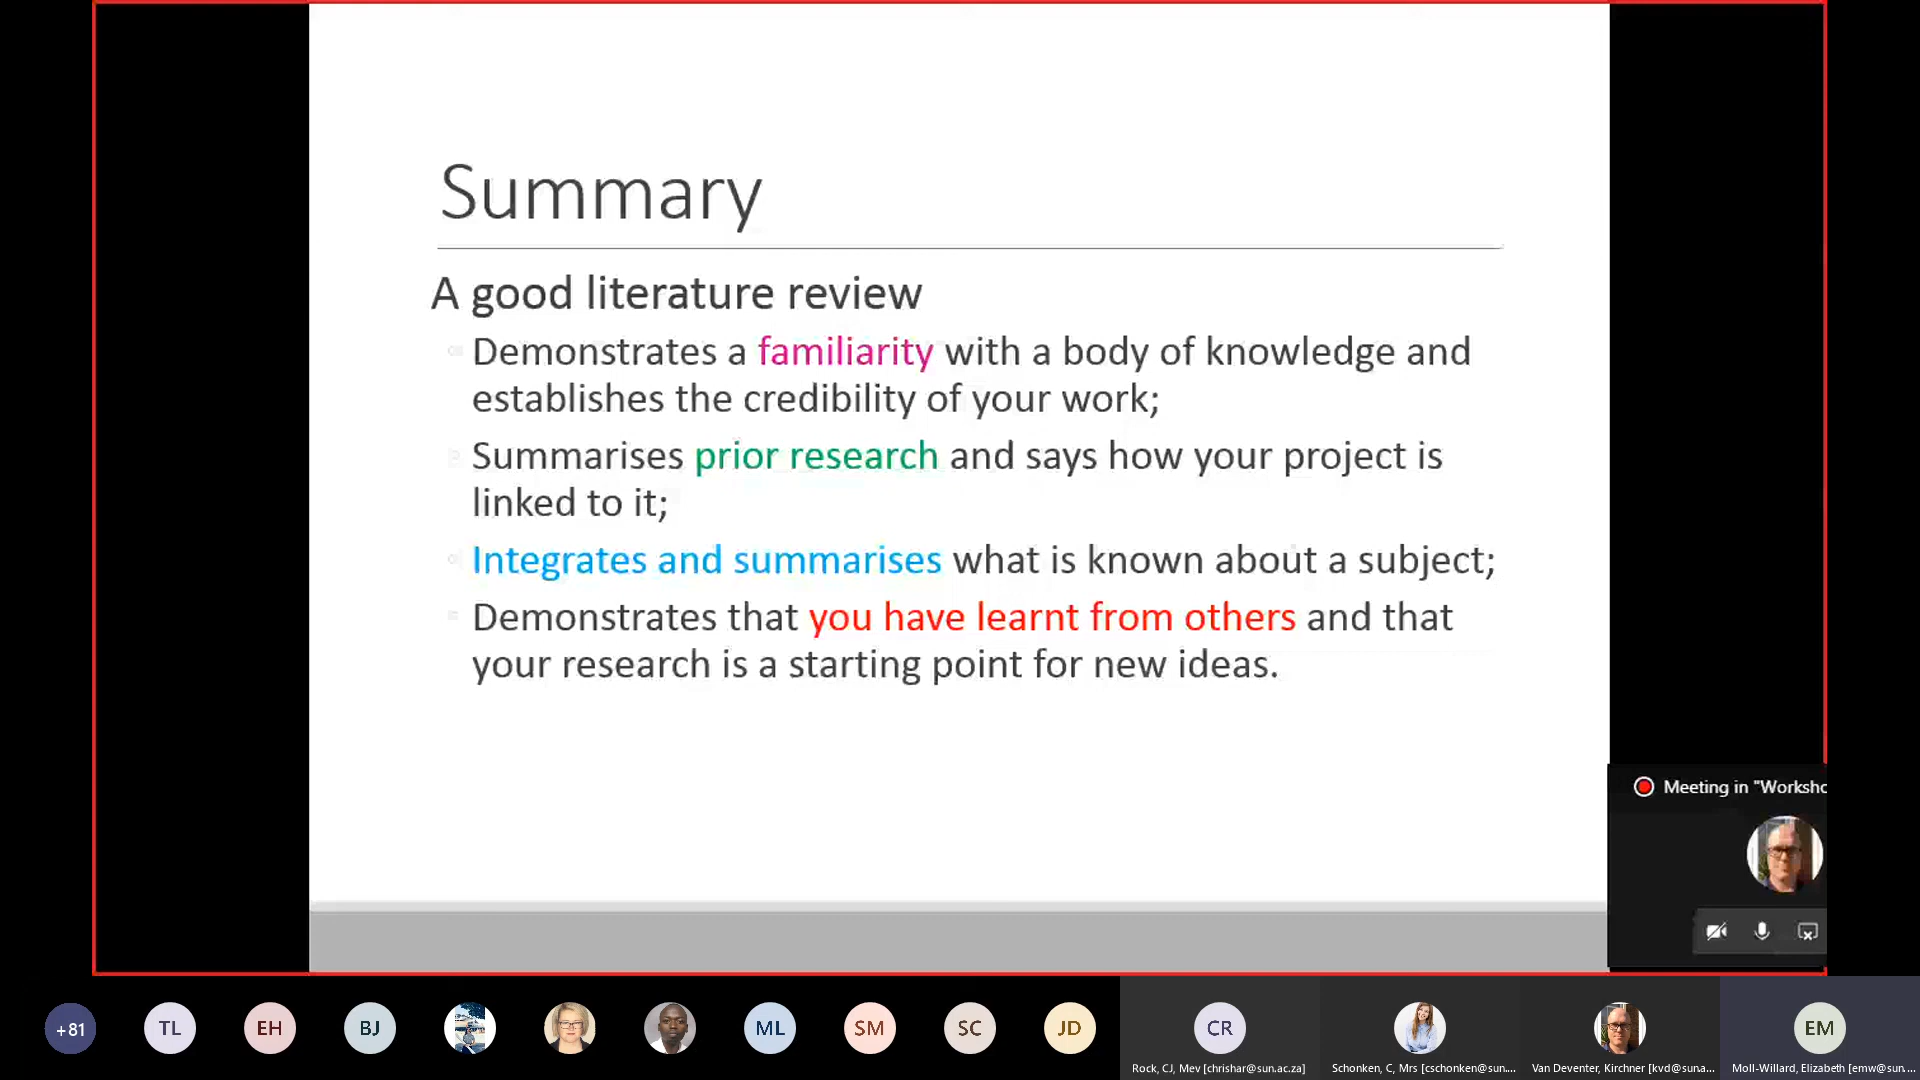 Summary
A good literature review
Demonstrates a familiarity with a body of knowledge and
establishes the credibility of your work;
Summarises prior research and says how your project is
linked to it;
Integrates and summarises what is known about a subject;
Demonstrates that you have learnt from others and that
your research is a starting point for new ideas.
Meeting in "Worksho
+81
TL
EH
BJ
ML
SM
SC
JD
CR
EM
Rock, CJ, Mev [chrishar@sun.ac.za]
Schonken, C, Mrs [cschonken@sun....
Van Deventer, Kirchner [kvd@suna...
Moll-Willard, Elizabeth [emw@sun....